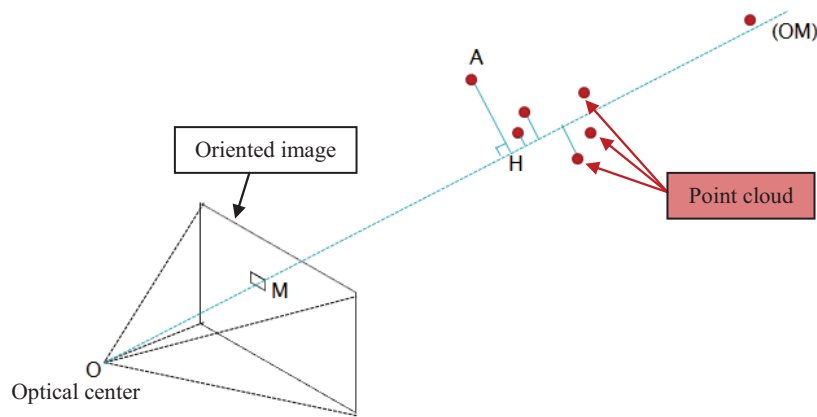 (OM)
A
Oriented image
H
Point cloud
M
O
Optical center